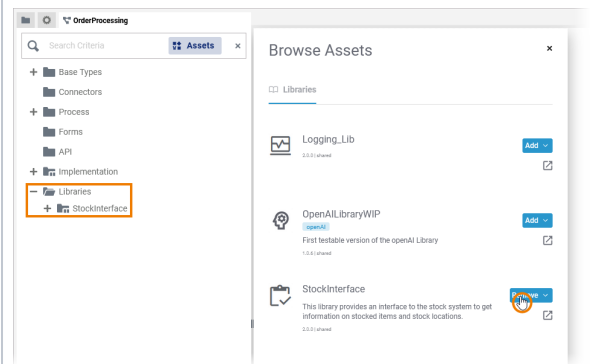 OrderProcessing
Search Criteria
Assets
×
Base Types
Connectors
Process
Forms
API
Implementation
Libraries
StockInterface
Browse Assets
×
Libraries
Logging_Lib
2.0.0 | shared
Add
OpenAILibraryWIP
openAI
First testable version of the openAI Library
1.0.8 | shared
Add
StockInterface
This library provides an interface to the stock system to get
information on stocked items and stock locations.
2.0.0 | shared